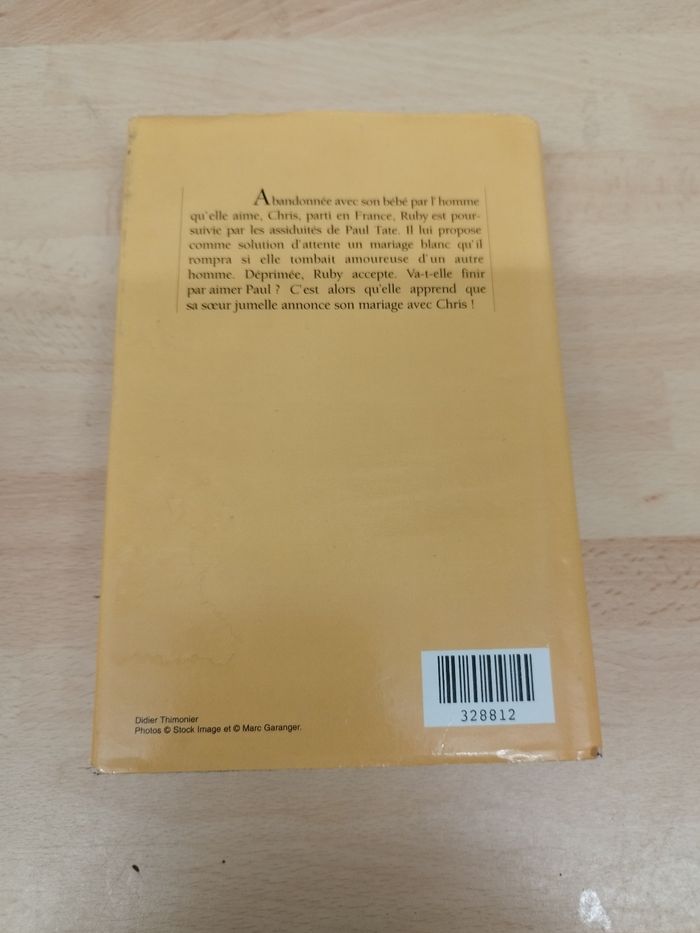 Abandonnée avec son bébé par l'homme
qu'elle aime, Chris, parti en France, Ruby est pour-
suivie par les assiduités de Paul Tate. Il lui propose
comme solution d'attente un mariage blanc qu'il
rompra si elle tombait amoureuse d'un autre
homme. Déprimée, Ruby accepte. Va-t-elle finir
par aimer Paul ? C'est alors qu'elle apprend que
sa sœur jumelle annonce son mariage avec Chris !
328812
Didier Thimonier
Photos © Stock Image et © Marc Garanger.